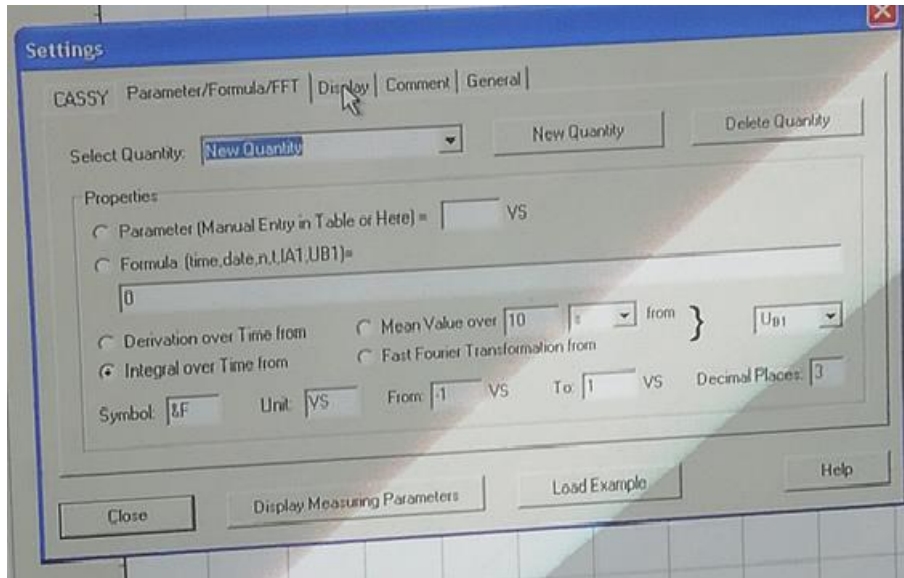 Settings
CASSY Parameter/Formula/FFT Display Comment General
Select Quantity: New Quantity New Quantity Delete Quantity
Properties
Parameter (Manual Entry in Table or Here) = VS
Formula (time,date,n,t,IA1,UB1)=
0
Derivation over Time from Mean Value over 10 s from } UB1
Integral over Time from Fast Fourier Transformation from
Symbol: &F Unit: VS From: -1 VS To: 1 VS Decimal Places: 3
Close Display Measuring Parameters Load Example Help